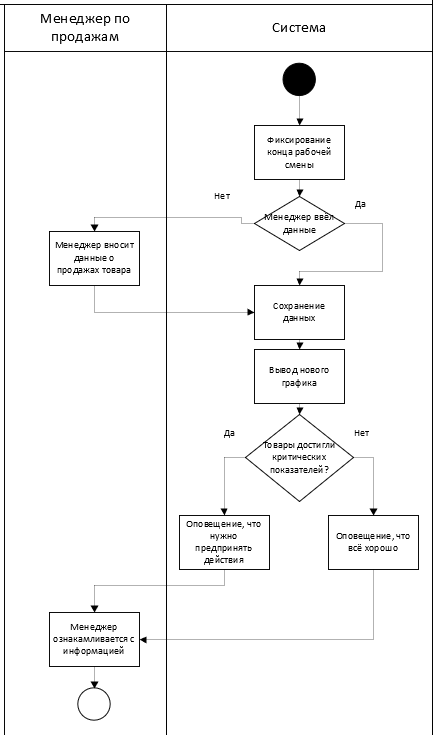 Менеджер по
продажам
Система
Фиксирование
конца рабочей
смены
Нет
Да
Менеджер ввёл
данные
Менеджер вносит
данные о
продажах товара
Сохранение
данных
Вывод нового
графика
Да
Нет
Товары достигли
критических
показателей?
Оповещение, что
нужно
предпринять
действия
Оповещение, что
всё хорошо
Менеджер
ознакамливается с
информацией